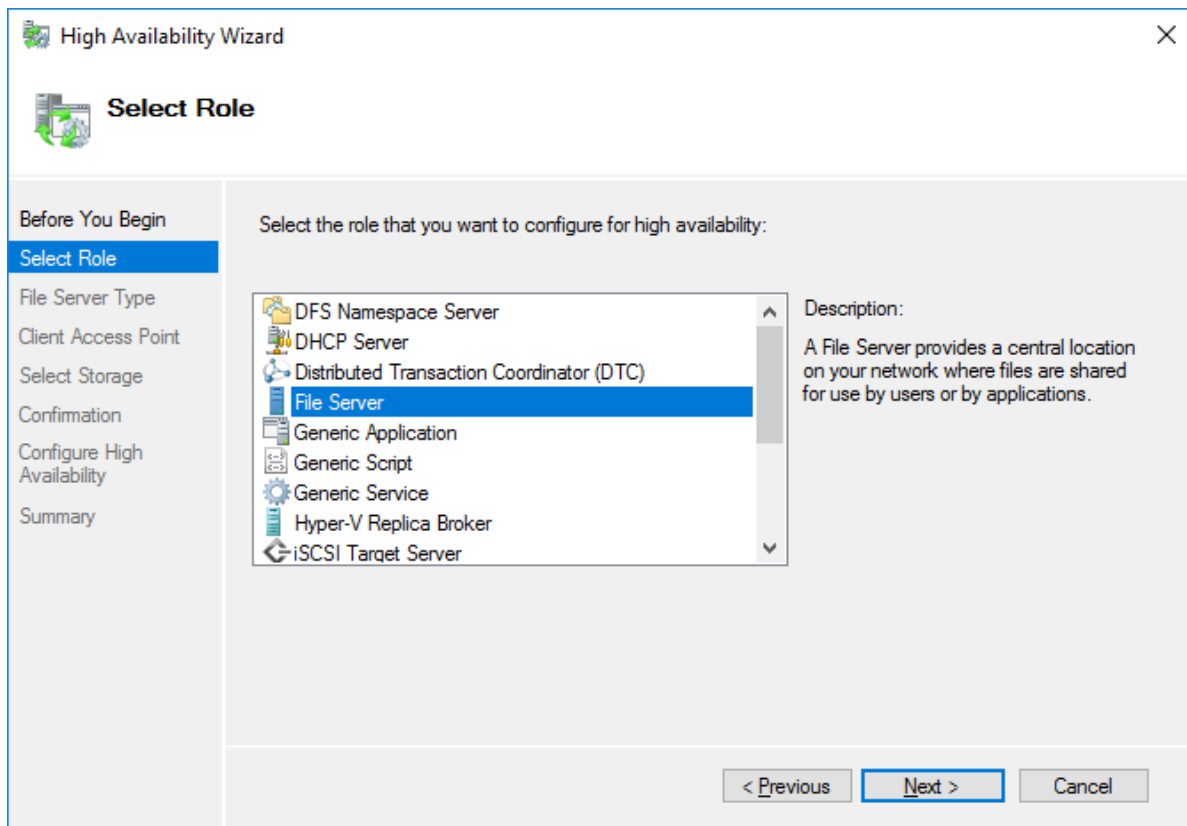 High Availability Wizard
Select Role
Before You Begin
Select Role
File Server Type
Client Access Point
Select Storage
Confirmation
Configure High
Availability
Summary
Select the role that you want to configure for high availability:
DFS Namespace Server
DHCP Server
Distributed Transaction Coordinator (DTC)
File Server
Generic Application
Generic Script
Generic Service
Hyper-V Replica Broker
iSCSI Target Server
Description:
A File Server provides a central location
on your network where files are shared
for use by users or by applications.
< Previous
Next >
Cancel